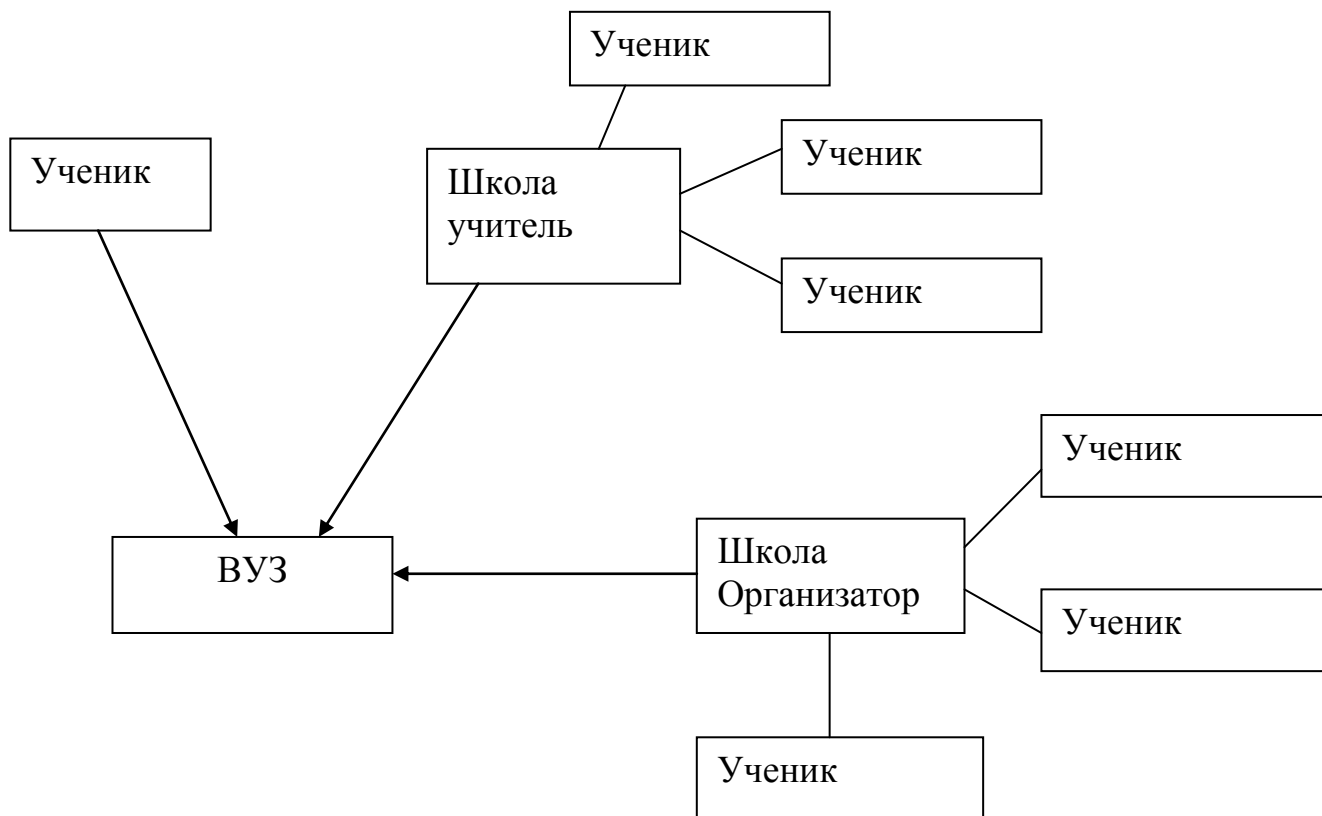 Ученик
Ученик
Школа
учитель
Ученик
Ученик
Ученик
ВУЗ
Школа
Организатор
Ученик
Ученик